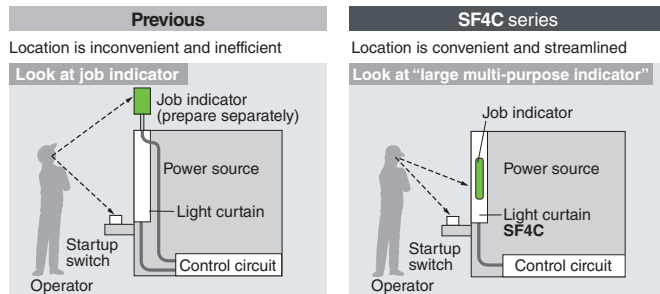 Previous
Location is inconvenient and inefficient
Look at job indicator
Job indicator
(prepare separately)
Power source
Light curtain
Startup
switch
Control circuit
Operator
SF4C series
Location is convenient and streamlined
Look at “large multi-purpose indicator”
Job indicator
Power source
Light curtain
SF4C
Startup
switch
Control circuit
Operator